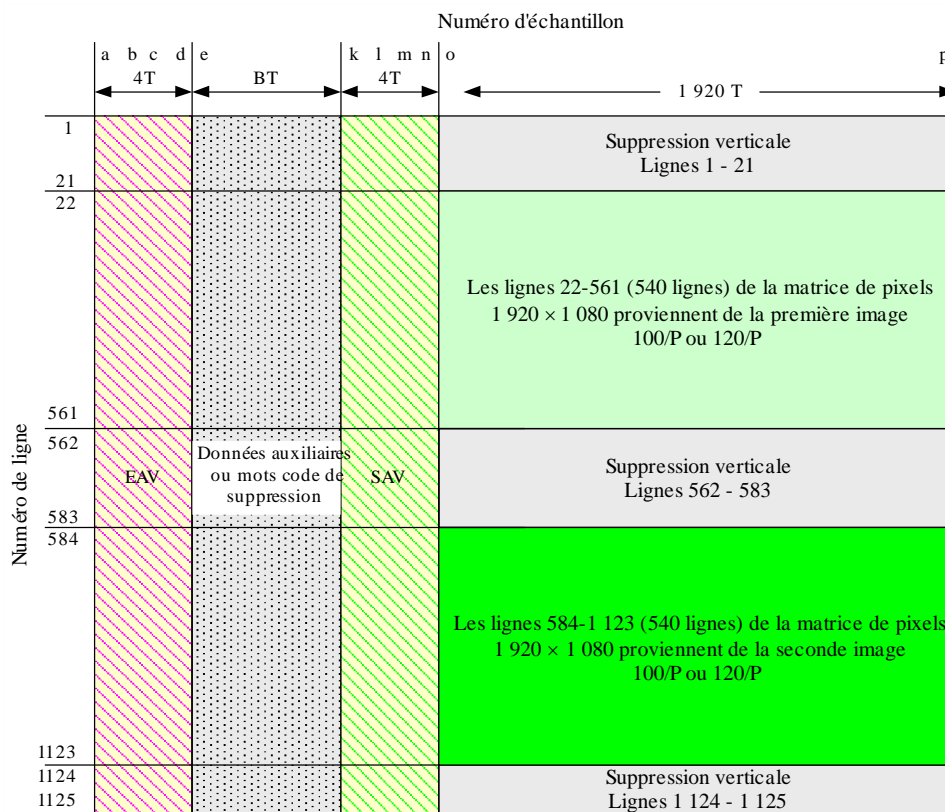 Numéro d'échantillon
a b c d e k l m n o p
4T BT 4T 1 920 T
1
Suppression verticale
Lignes 1 - 21
21
22
Les lignes 22-561 (540 lignes) de la matrice de pixels
1 920 × 1 080 proviennent de la première image
100/P ou 120/P
561
562
Numéro de ligne
EAV
Données auxiliaires
ou mots code de
suppression
SAV
Suppression verticale
Lignes 562 - 583
583
584
Les lignes 584-1 123 (540 lignes) de la matrice de pixels
1 920 × 1 080 proviennent de la seconde image
100/P ou 120/P
1123
1124
1125
Suppression verticale
Lignes 1 124 - 1 125